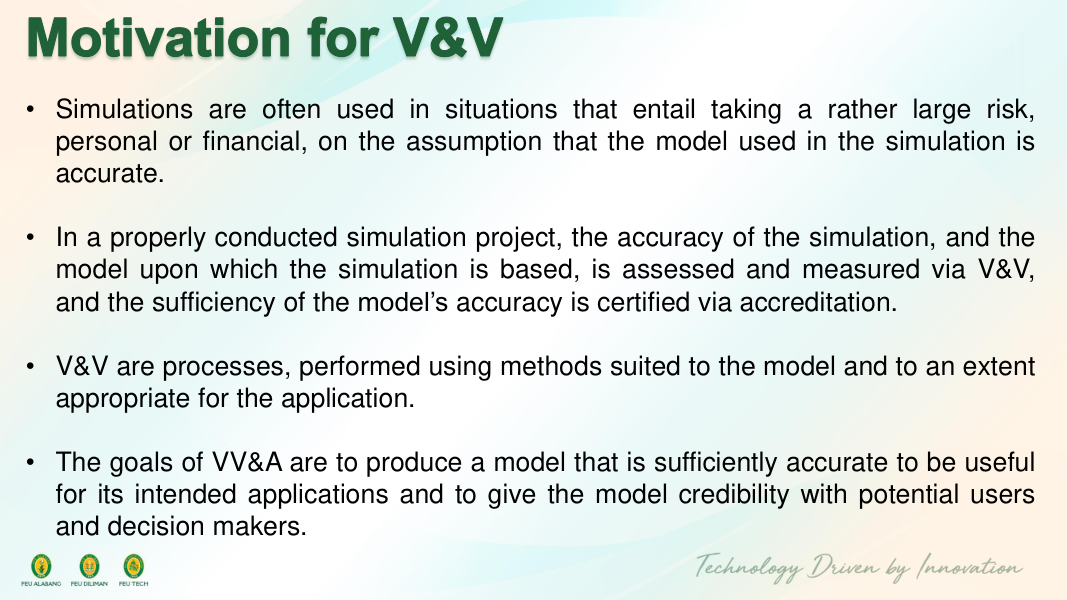 Motivation for V&V
• Simulations are often used in situations that entail taking a rather large risk,
personal or financial, on the assumption that the model used in the simulation is
accurate.
• In a properly conducted simulation project, the accuracy of the simulation, and the
model upon which the simulation is based, is assessed and measured via V&V,
and the sufficiency of the model’s accuracy is certified via accreditation.
• V&V are processes, performed using methods suited to the model and to an extent
appropriate for the application.
• The goals of VV&A are to produce a model that is sufficiently accurate to be useful
for its intended applications and to give the model credibility with potential users
and decision makers.
FEU ALABANG FEU DILIMAN FEU TECH
Technology Driven by Innovation